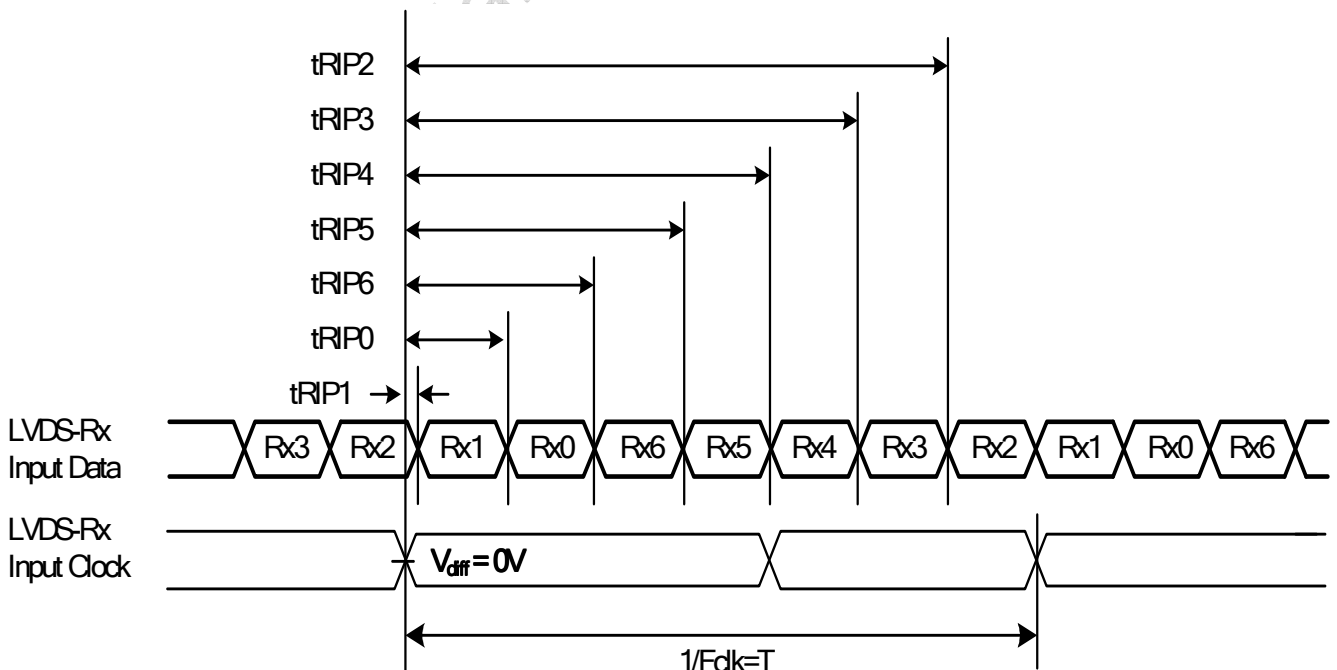 tRIP2
tRIP3
tRIP4
tRIP5
tRIP6
tRIP0
tRIP1
LVDS-Rx
Input Data
Rx3 Rx2 Rx1 Rx0 Rx6 Rx5 Rx4 Rx3 Rx2 Rx1 Rx0 Rx6
LVDS-Rx
Input Clock
Vdiff = 0V
1/Fclk=T